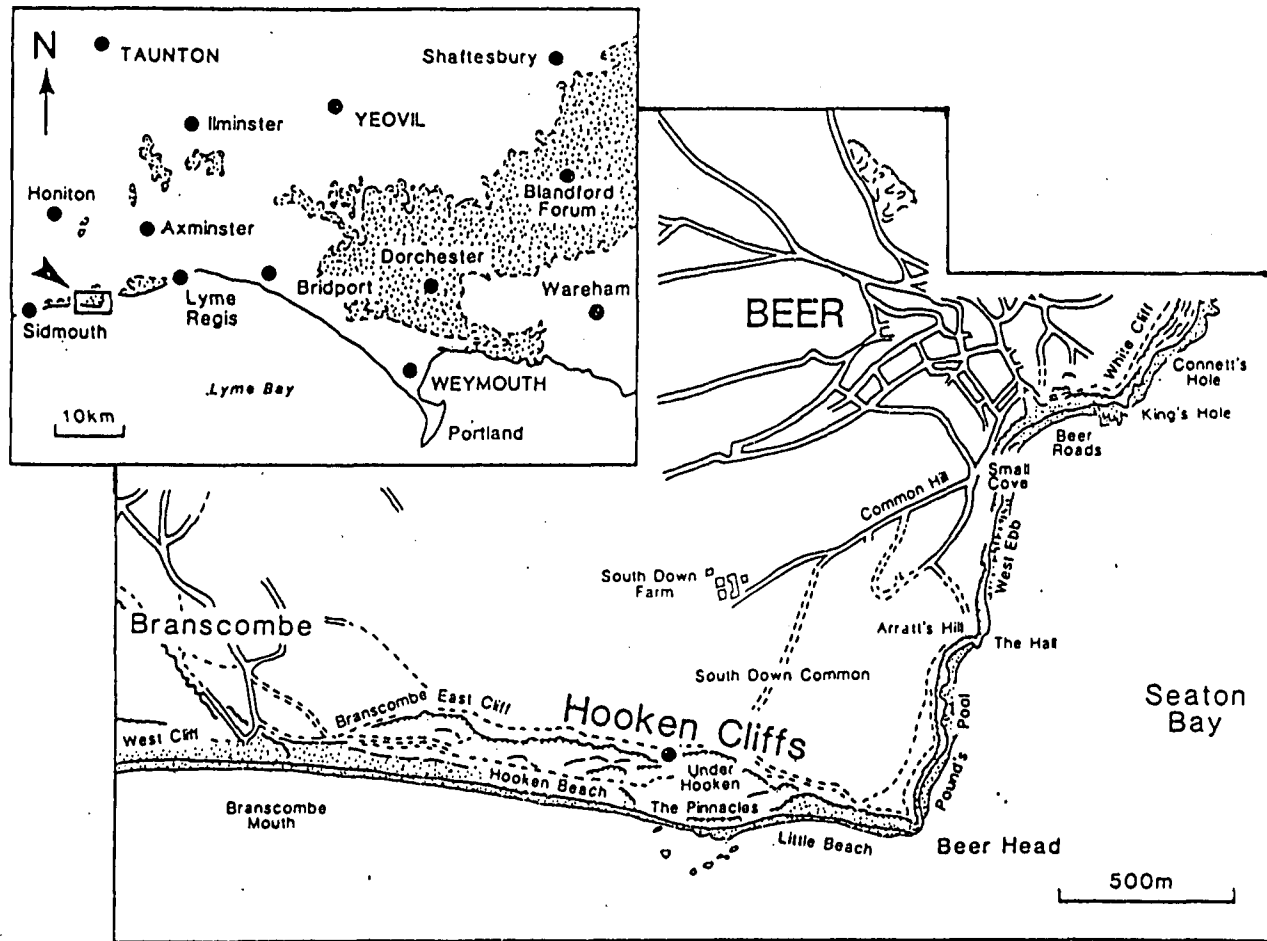 N
TAUNTON
Shaftesbury
Ilminster
YEOVIL
Honiton
Blandford
Forum
Axminster
Dorchester
Bridport
Wareham
Lyme
Regis
Sidmouth
WEYMOUTH
Lyme Bay
10km
Portland
BEER
White Cliff
Connett's
Hole
King's Hole
Beer
Roads
Small
Cove
Common Hill
West Ebb
South Down
Farm
Arratt's Hill
The Hall
Branscombe
South Down Common
Seaton
Bay
Branscombe East Cliff
Hooken Cliffs
Pound's Pool
West Cliff
Under
Hooken
Hooken Beach
The Pinnacles
Branscombe
Mouth
Little Beach
Beer Head
500m